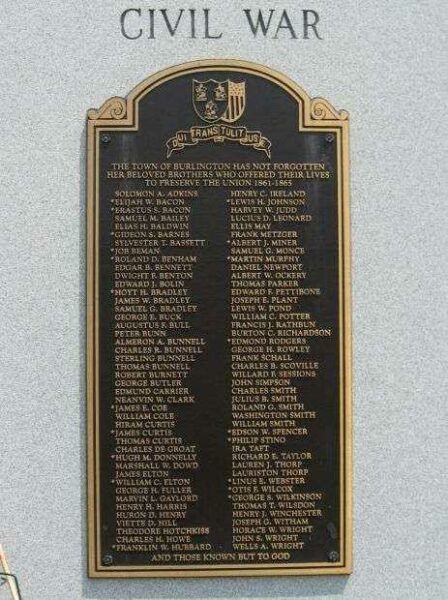 CIVIL WAR
QUI TRANSTULIT SUSTINET
THE TOWN OF BURLINGTON HAS NOT FORGOTTEN
HER BELOVED BROTHERS WHO OFFERED THEIR LIVES
TO PRESERVE THE UNION 1861-1865
SOLOMON A. ADKINS
*ELIJAH W. BACON
*ERASTUS S. BACON
SAMUEL M. BAILEY
ELIAS H. BALDWIN
*GIDEON S. BARNES
SYLVESTER T. BASSETT
*JOB BEMAN
*ROLAND D. BENHAM
EDGAR B. BENNETT
DWIGHT F. BENTON
EDWARD J. BOLIN
*HOYT H. BRADLEY
JAMES W. BRADLEY
SAMUEL G. BRADLEY
GEORGE E. BUCK
AUGUSTUS F. BULL
PETER BUNN
ALMERON A. BUNNELL
CHARLES R. BUNNELL
STERLING BUNNELL
THOMAS BUNNELL
ROBERT BURNETT
GEORGE BUTLER
EDMUND CARRIER
NEANVIN W. CLARK
*JAMES E. COE
WILLIAM COLE
HIRAM CURTIS
*JAMES CURTIS
THOMAS CURTIS
CHARLES DE GROAT
*HUGH M. DONNELLY
MARSHALL W. DOWD
JAMES ELTON
*WILLIAM C. ELTON
GEORGE H. FULLER
MARVIN L. GAYLORD
HENRY H. HARRIS
HURON D. HENRY
VIETTE D. HILL
THEODORE HOTCHKISS
CHARLES H. HOWE
*FRANKLIN W. HUBBARD
HENRY C. IRELAND
*LEWIS H. JOHNSON
HARVEY W. JUDD
LUCIUS D. LEONARD
ELLIS MAY
FRANK METZGER
*ALBERT J. MINER
SAMUEL G. MONCE
*MARTIN MURPHY
DANIEL NEWPORT
ALBERT W. OCKERY
THOMAS PARKER
EDWARD F. PETTIBONE
JOSEPH E. PLANT
LEWIS W. POND
WILLIAM C. POTTER
FRANCIS J. RATHBUN
BURTON C. RICHARDSON
*EDMOND RODGERS
GEORGE H. ROWLEY
FRANK SCHALL
CHARLES B. SCOVILLE
WILLARD F. SESSIONS
JOHN SIMPSON
CHARLES SMITH
JULIUS B. SMITH
ROLAND G. SMITH
WASHINGTON SMITH
WILLIAM SMITH
*EDSON W. SPENCER
*PHILIP STINO
IRA TAFT
RICHARD E. TAYLOR
LAUREN J. THORP
LAURISTON THORP
*LINUS E. WEBSTER
*OTIS F. WILCOX
*GEORGE S. WILKINSON
THOMAS T. WILSDON
HENRY J. WINCHESTER
JOSEPH G. WITHAM
HORACE W. WRIGHT
JOHN S. WRIGHT
WELLS A. WRIGHT
AND THOSE KNOWN BUT TO GOD